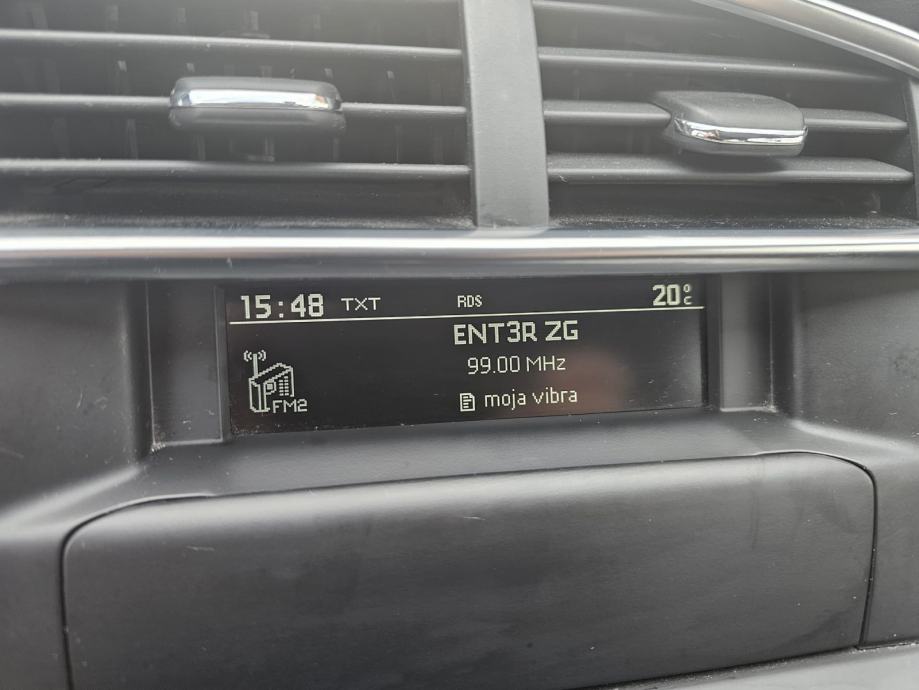 15:48 TXT RDS 20°C
ENT3R ZG
99.00 MHz
FM2 moja vibra